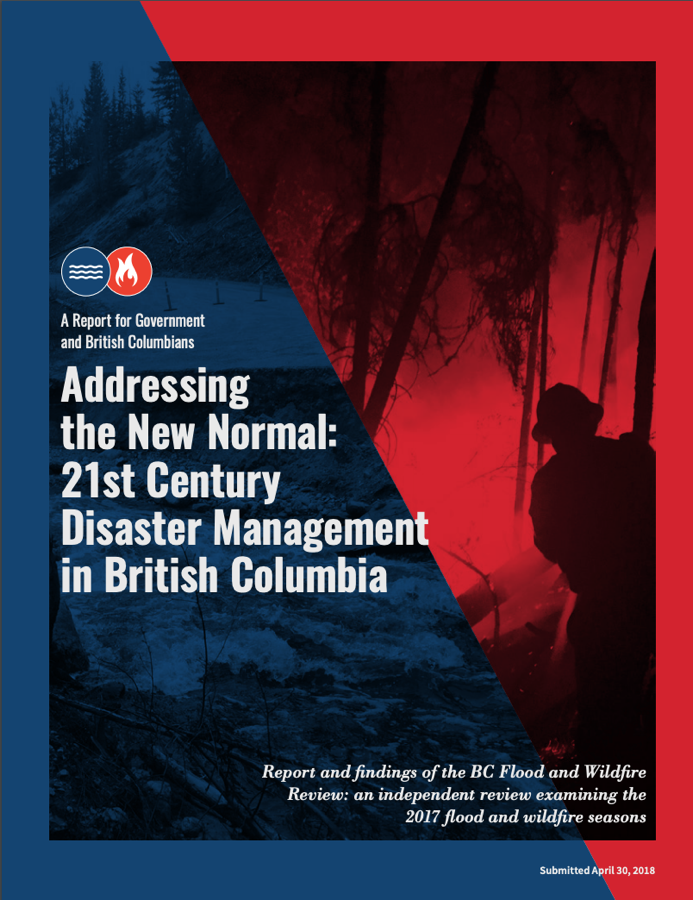 A Report for Government
and British Columbians
Addressing
the New Normal:
21st Century
Disaster Management
in British Columbia
Report and findings of the BC Flood and Wildfire
Review: an independent review examining the
2017 flood and wildfire seasons
Submitted April 30, 2018